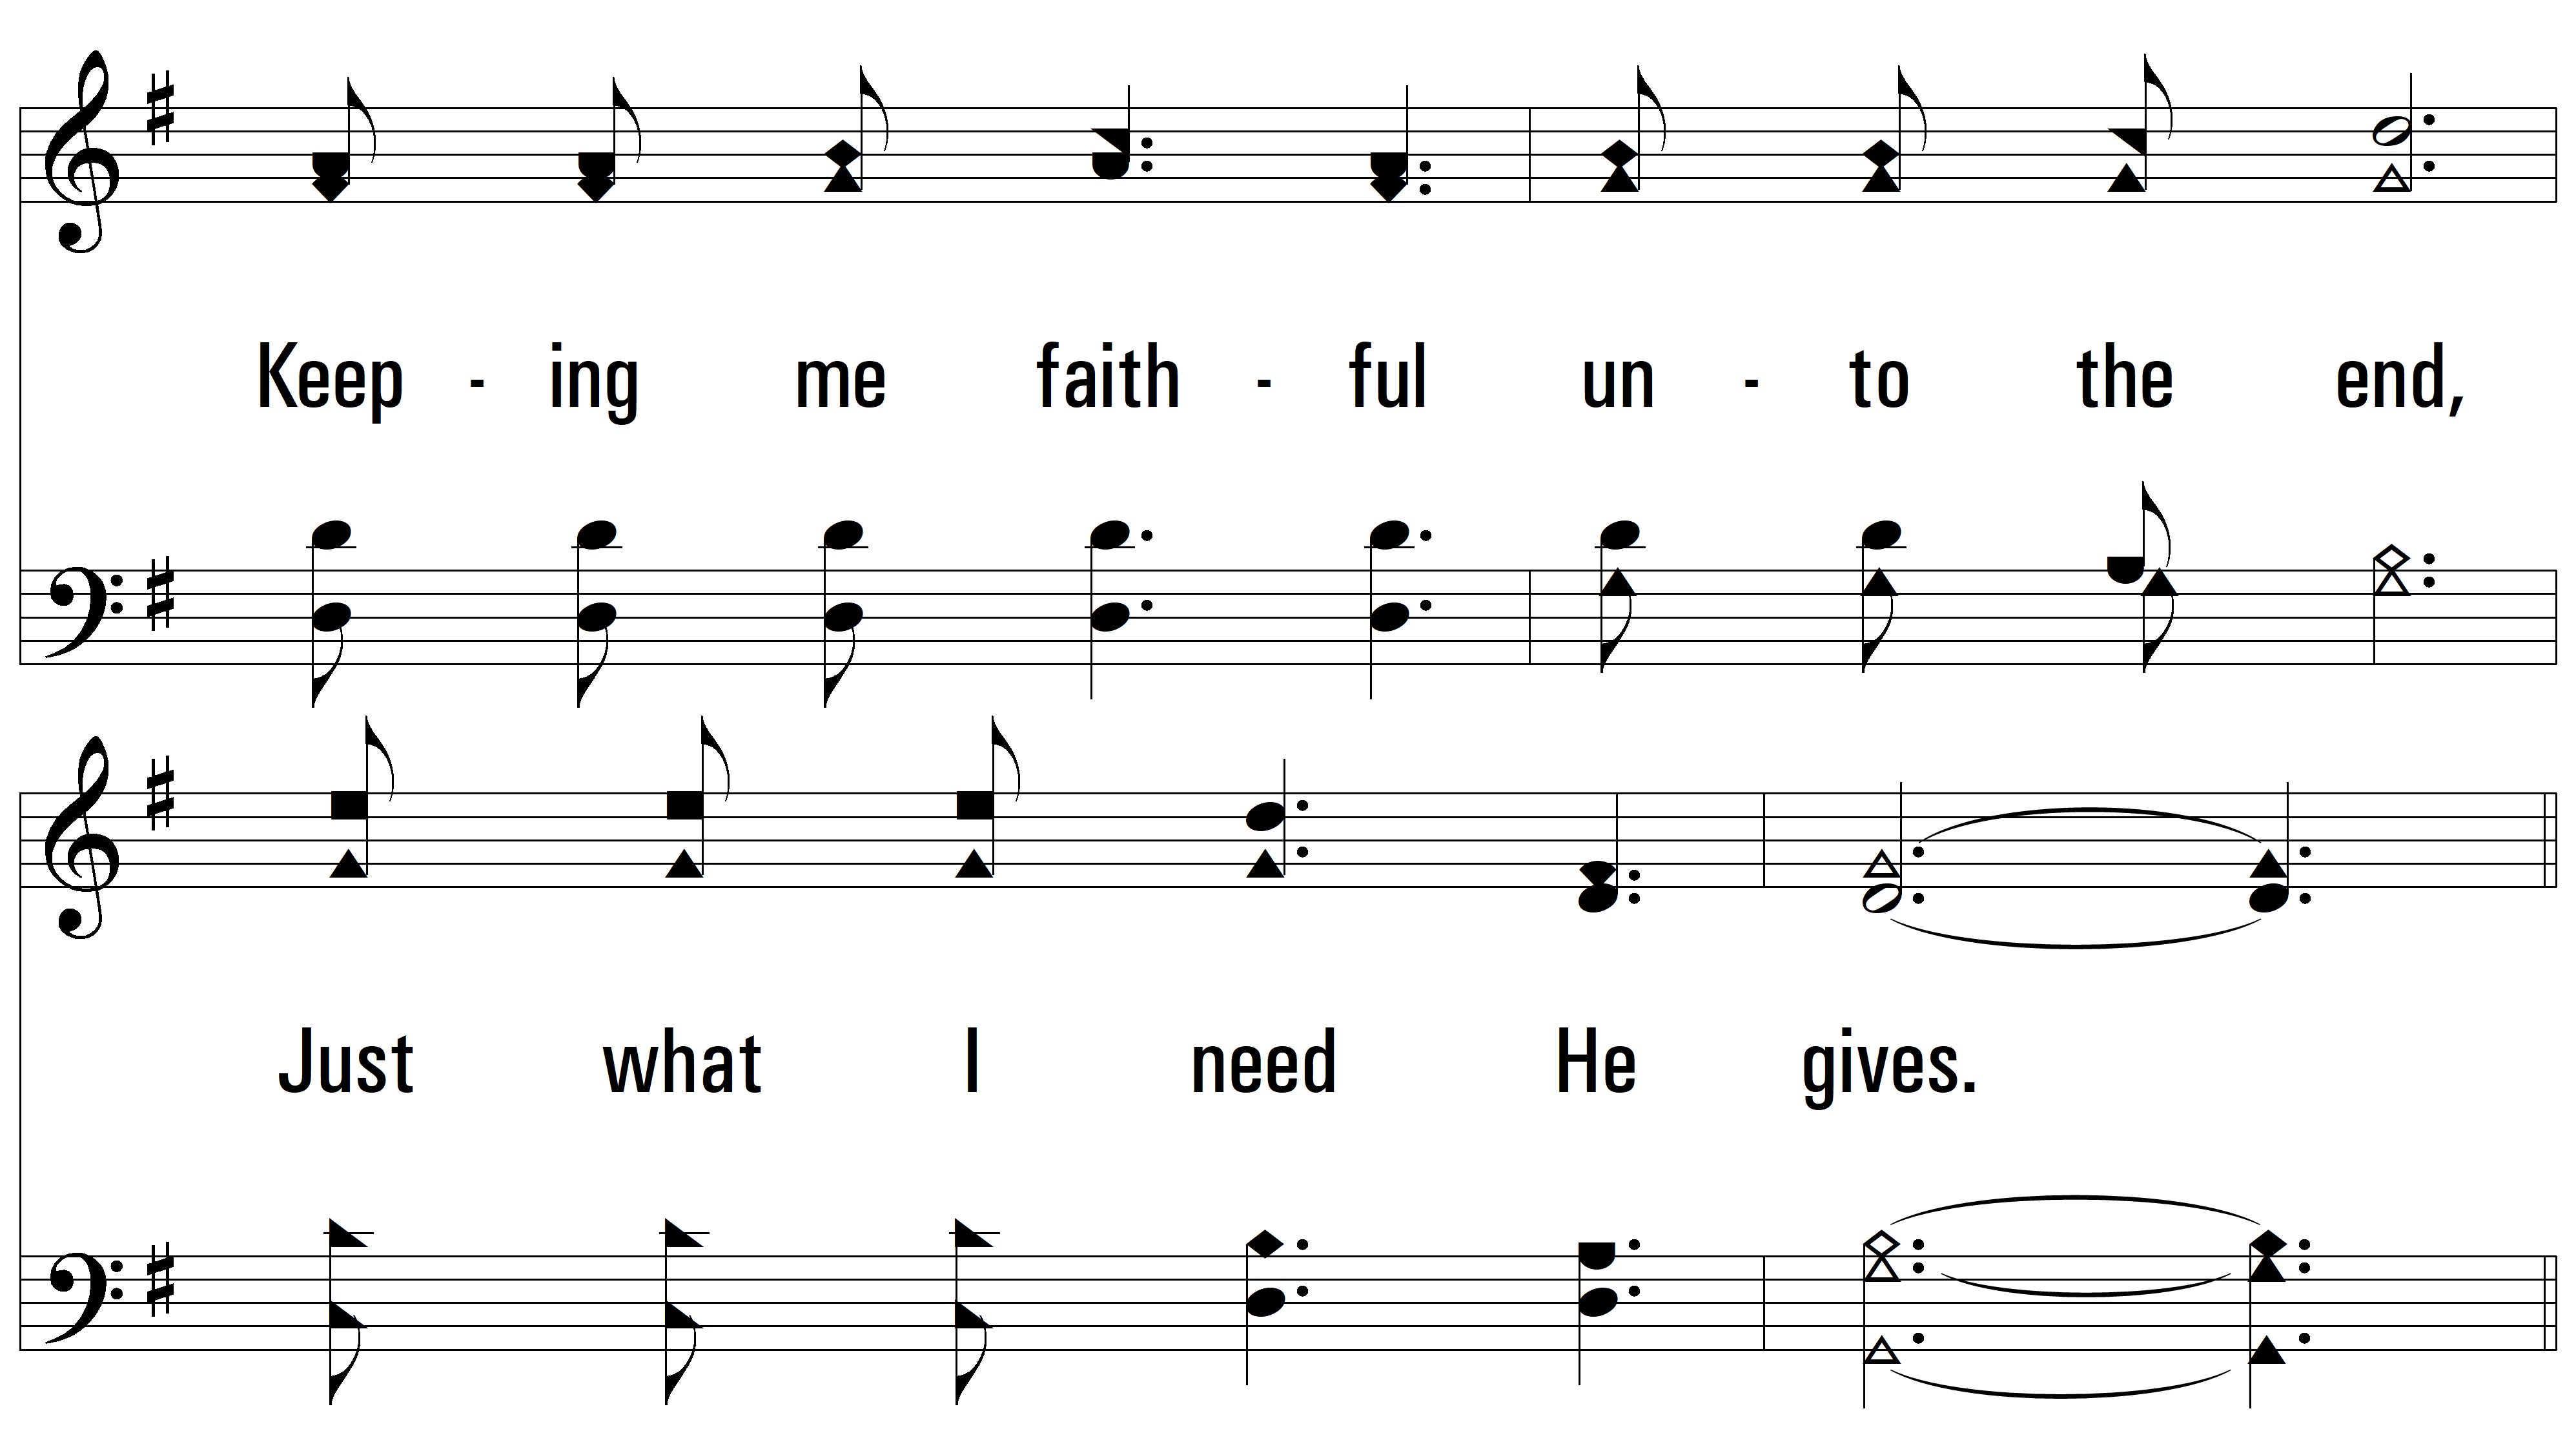 Keep - ing me faith - ful un - to the end,
Just what I need He gives.